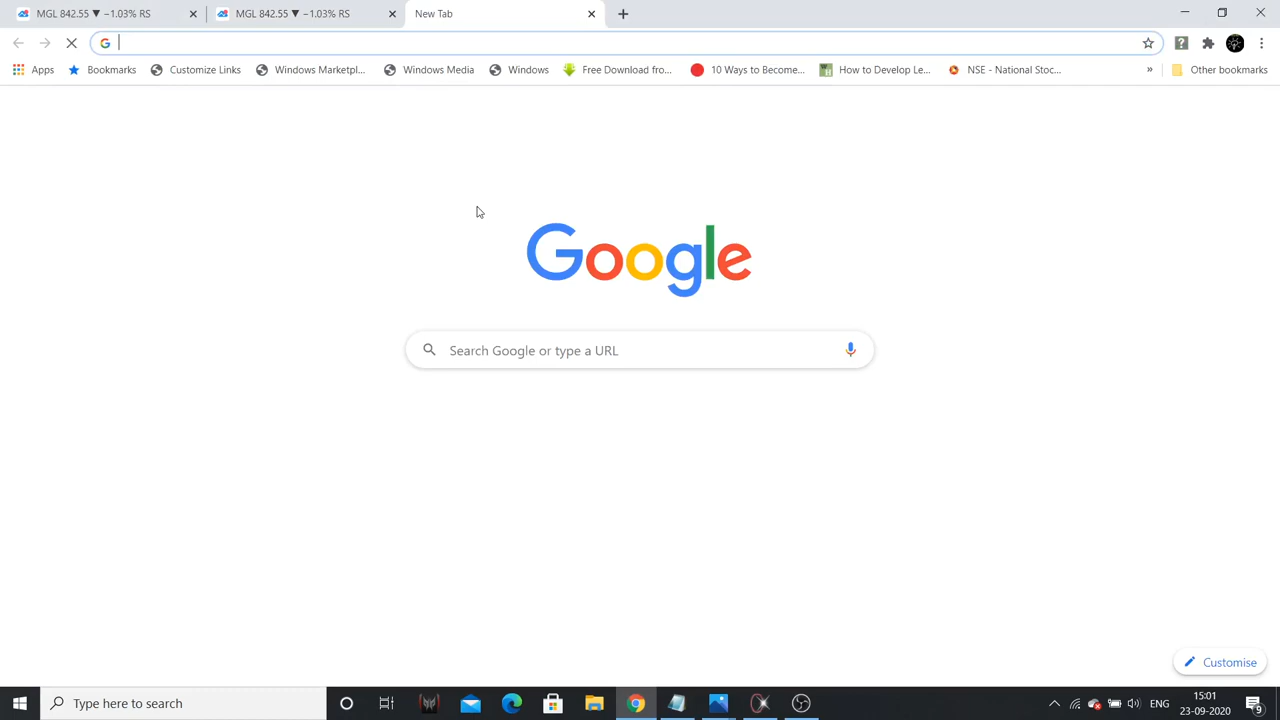 MGL 842.55 ▼ −1.03% RS
MGL 842.55 ▼ −1.03% RS
New Tab
Apps
Bookmarks
Customize Links
Windows Marketpl...
Windows Media
Windows
Free Download fro...
10 Ways to Become...
How to Develop Le...
NSE - National Stoc...
»
Other bookmarks
Google
Search Google or type a URL
Customise
Type here to search
ENG
15:01
23-09-2020
9